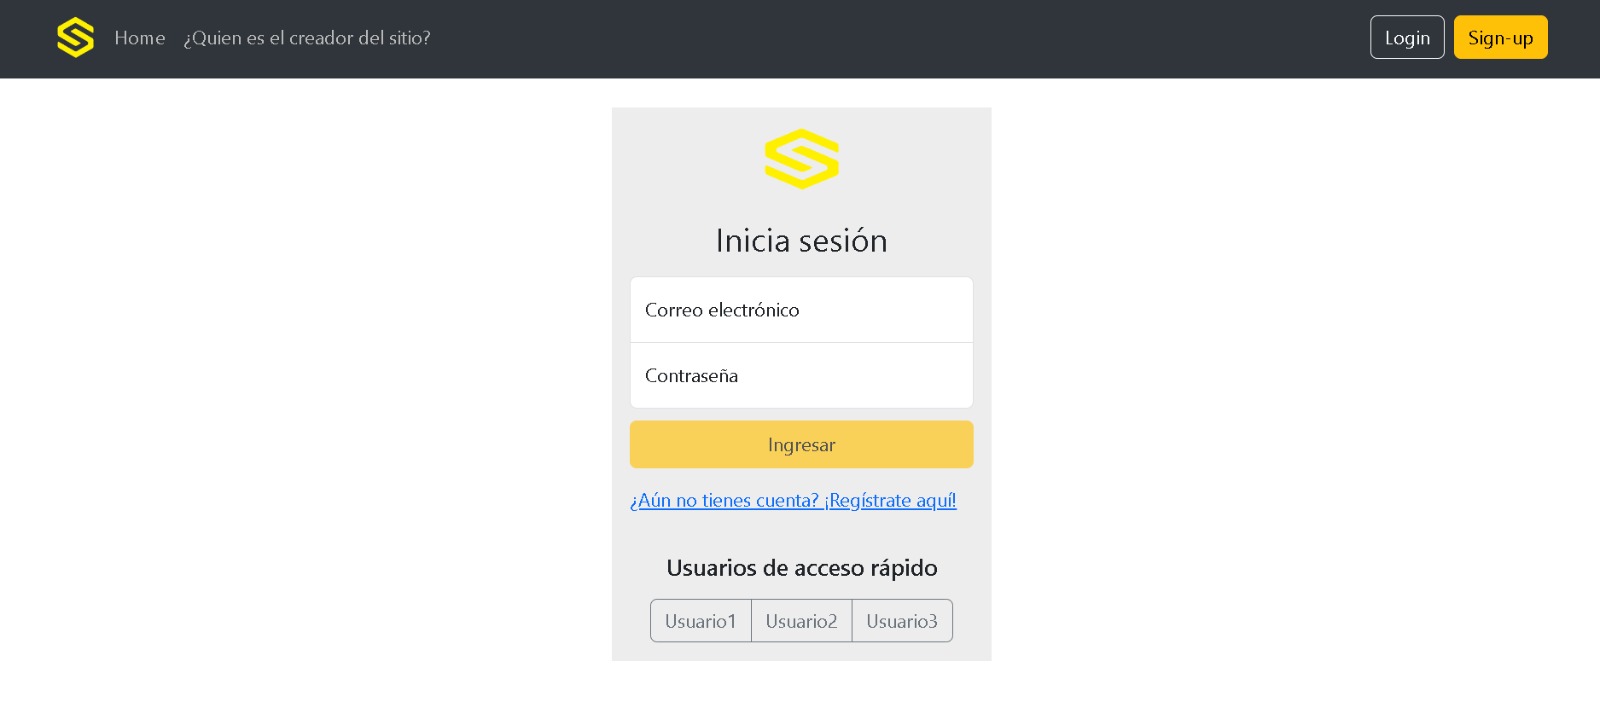 Home ¿Quien es el creador del sitio? Login Sign-up
Inicia sesión
Correo electrónico
Contraseña
Ingresar
¿Aún no tienes cuenta? ¡Regístrate aquí!
Usuarios de acceso rápido
Usuario1 Usuario2 Usuario3